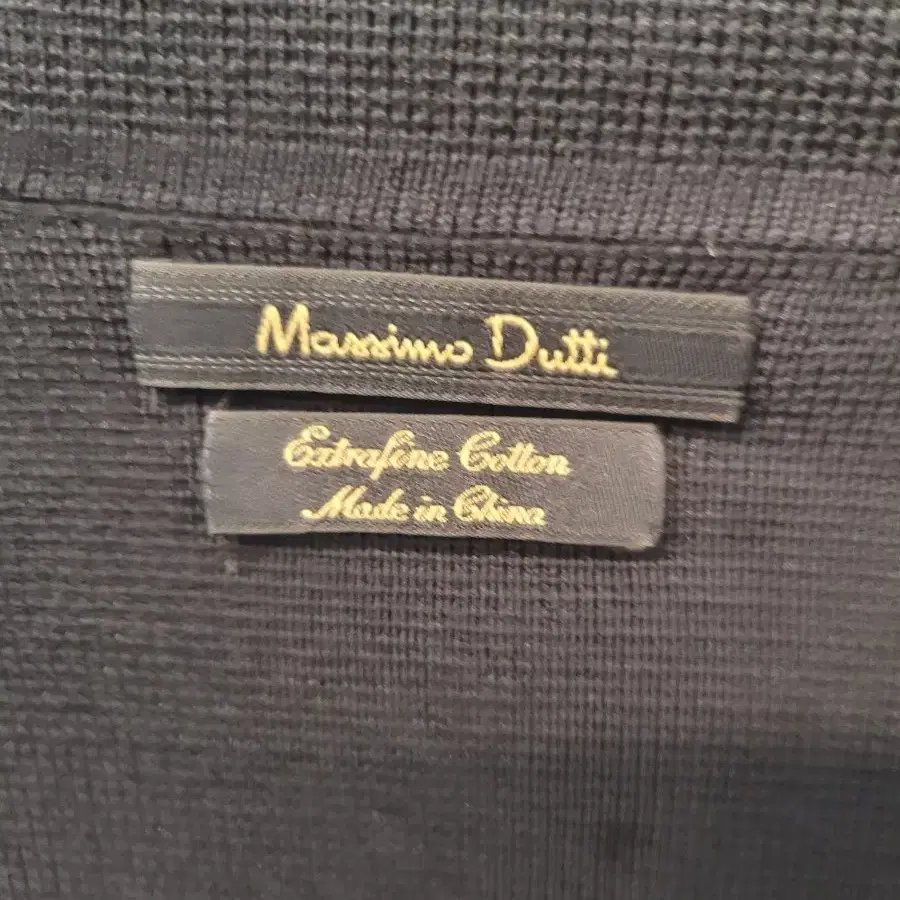 Massimo Dutti
Extrafine Cotton
Made in China